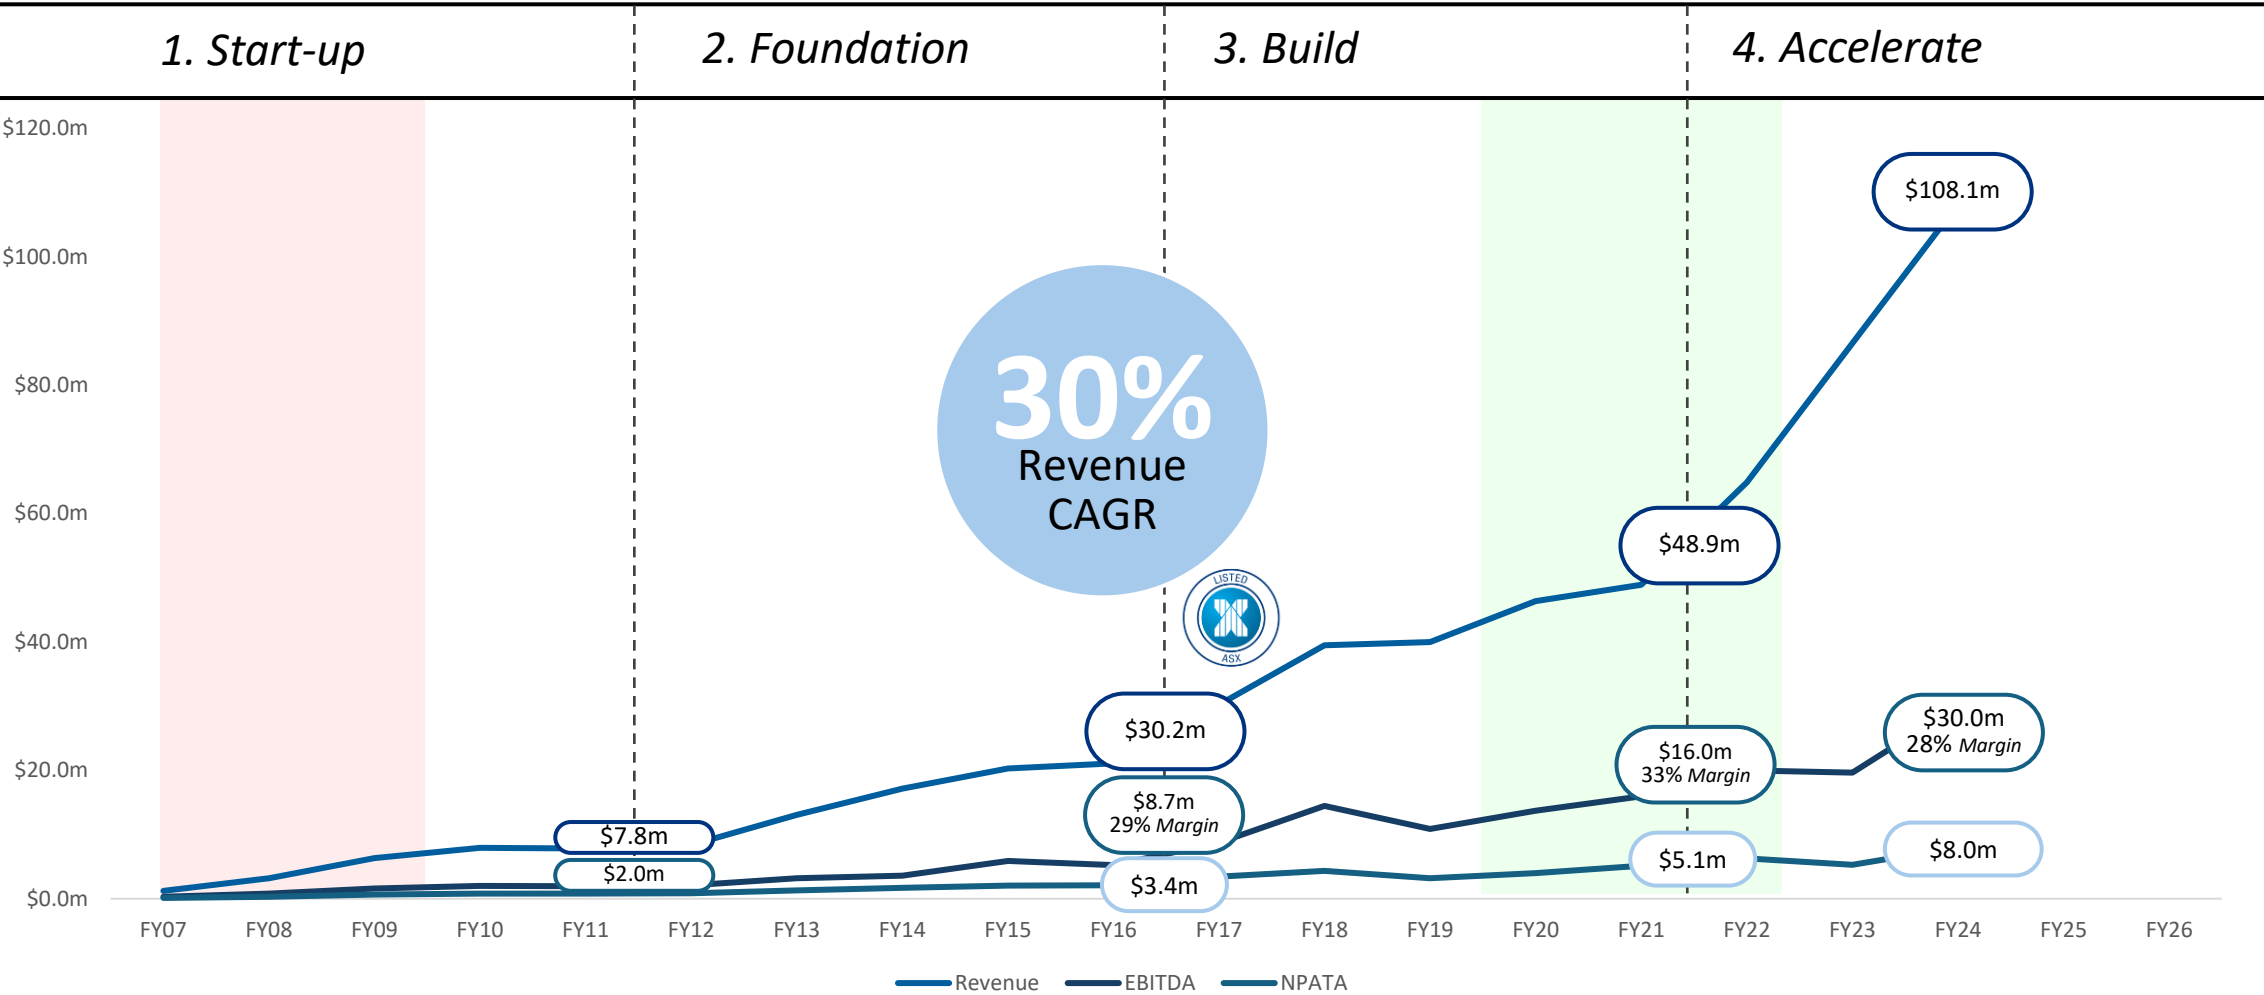 1. Start-up
2. Foundation
3. Build
4. Accelerate
$120.0m
$100.0m
$80.0m
$60.0m
$40.0m
$20.0m
$0.0m
30%
Revenue
CAGR
LISTED
ASX
$108.1m
$48.9m
$30.2m
$7.8m
$2.0m
$8.7m
29% Margin
$3.4m
$16.0m
33% Margin
$5.1m
$30.0m
28% Margin
$8.0m
FY07 FY08 FY09 FY10 FY11 FY12 FY13 FY14 FY15 FY16 FY17 FY18 FY19 FY20 FY21 FY22 FY23 FY24 FY25 FY26
Revenue EBITDA NPATA